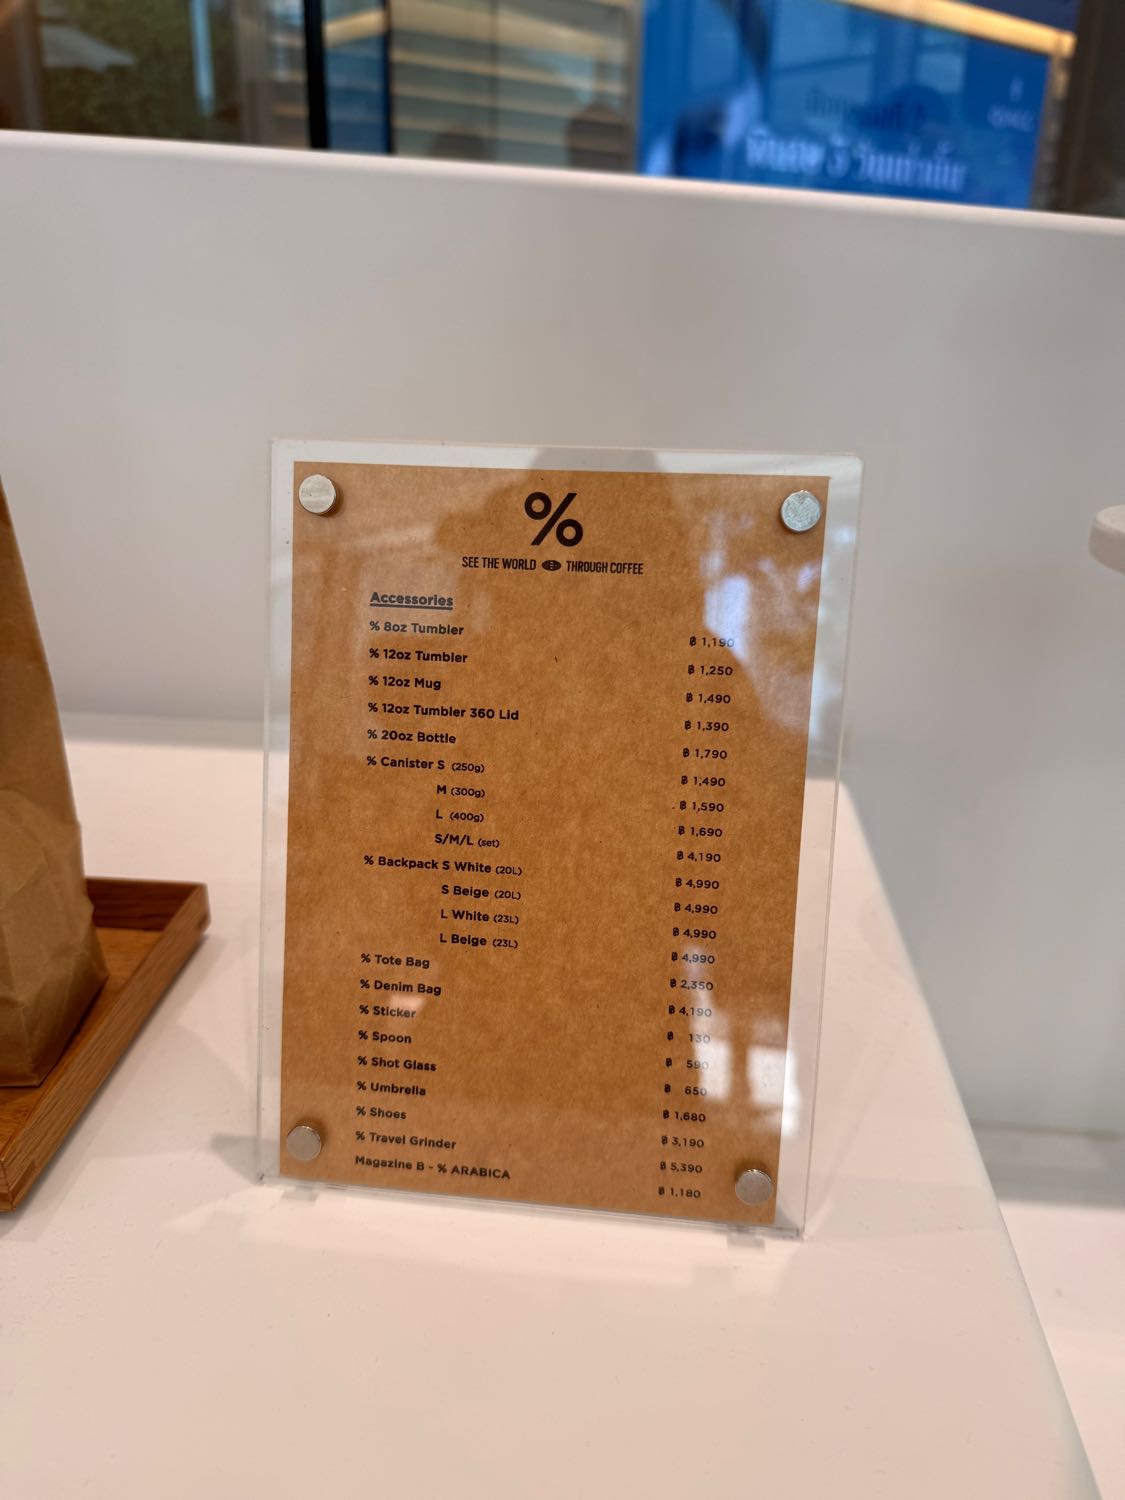 %
SEE THE WORLD THROUGH COFFEE
Accessories
% 8oz Tumbler ฿ 1,190
% 12oz Tumbler ฿ 1,250
% 12oz Mug ฿ 1,490
% 12oz Tumbler 360 Lid ฿ 1,390
% 20oz Bottle ฿ 1,790
% Canister S (250g) ฿ 1,490
M (300g) ฿ 1,590
L (400g) ฿ 1,690
S/M/L (set) ฿ 4,190
% Backpack S White (20L) ฿ 4,990
S Beige (20L) ฿ 4,990
L White (23L) ฿ 4,990
L Beige (23L) ฿ 4,990
% Tote Bag ฿ 2,350
% Denim Bag ฿ 4,190
% Sticker ฿ 130
% Spoon ฿ 590
% Shot Glass ฿ 650
% Umbrella ฿ 1,680
% Shoes ฿ 3,190
% Travel Grinder ฿ 5,390
Magazine B - % ARABICA ฿ 1,180